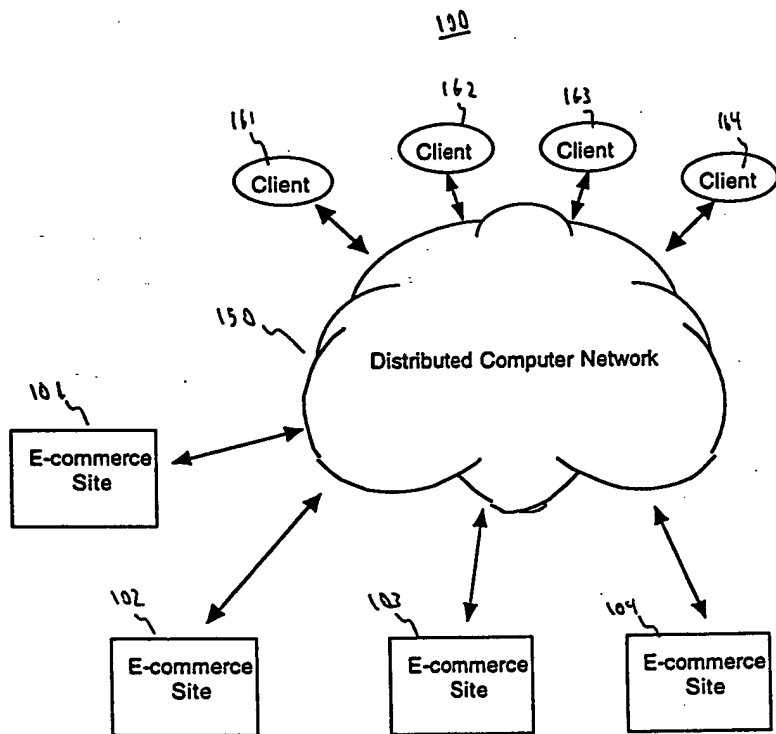 100
162
163
161
164
Client
Client
Client
Client
150
Distributed Computer Network
106
E-commerce
Site
102
103
104
E-commerce
Site
E-commerce
Site
E-commerce
Site